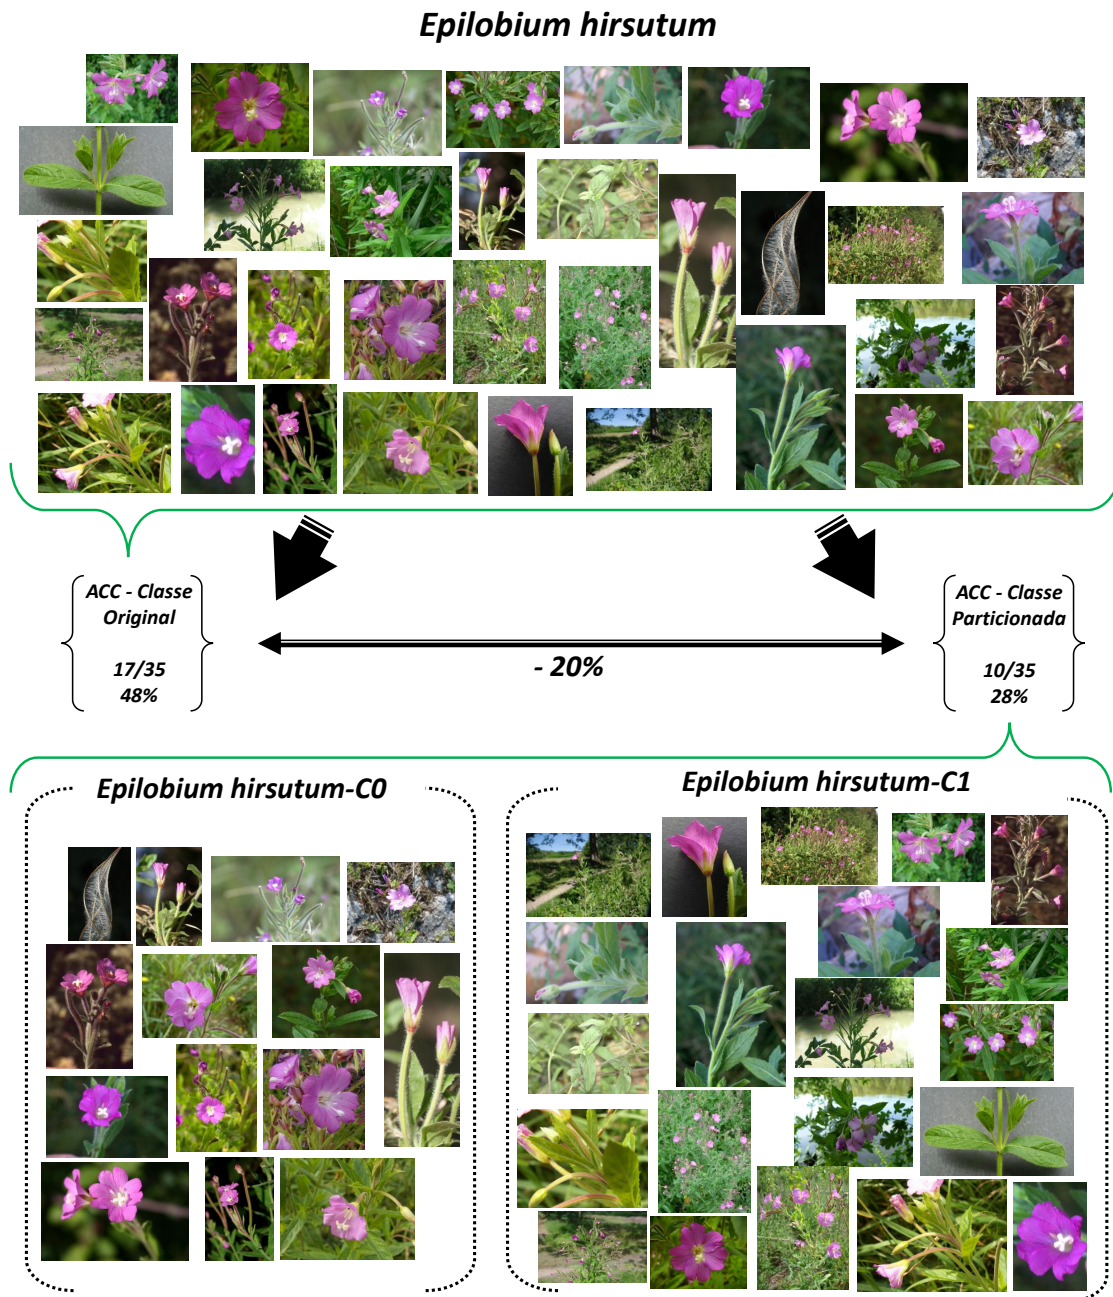 Epilobium hirsutum
ACC - Classe
Original
17/35
48%
- 20%
ACC - Classe
Particionada
10/35
28%
Epilobium hirsutum-C0
Epilobium hirsutum-C1